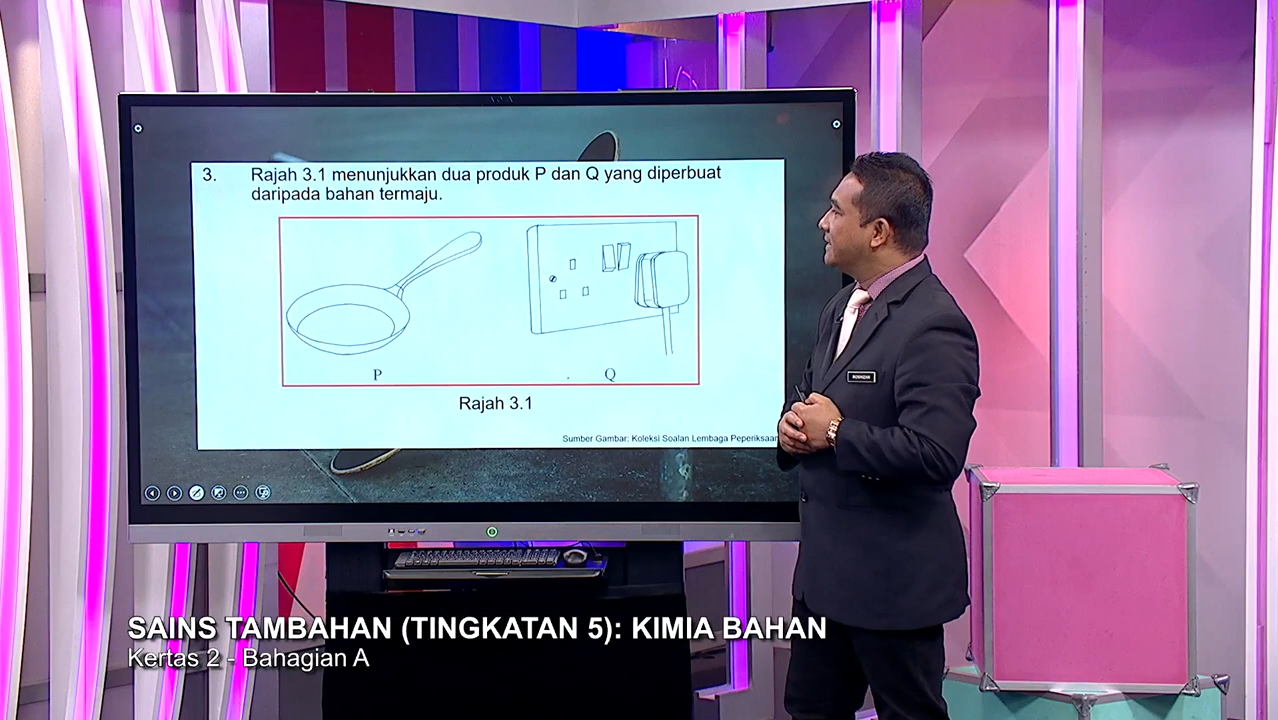 3. Rajah 3.1 menunjukkan dua produk P dan Q yang diperbuat
daripada bahan termaju.
P
Q
Rajah 3.1
Sumber Gambar: Koleksi Soalan Lembaga Peperiksaan
SAINS TAMBAHAN (TINGKATAN 5): KIMIA BAHAN
Kertas 2 - Bahagian A